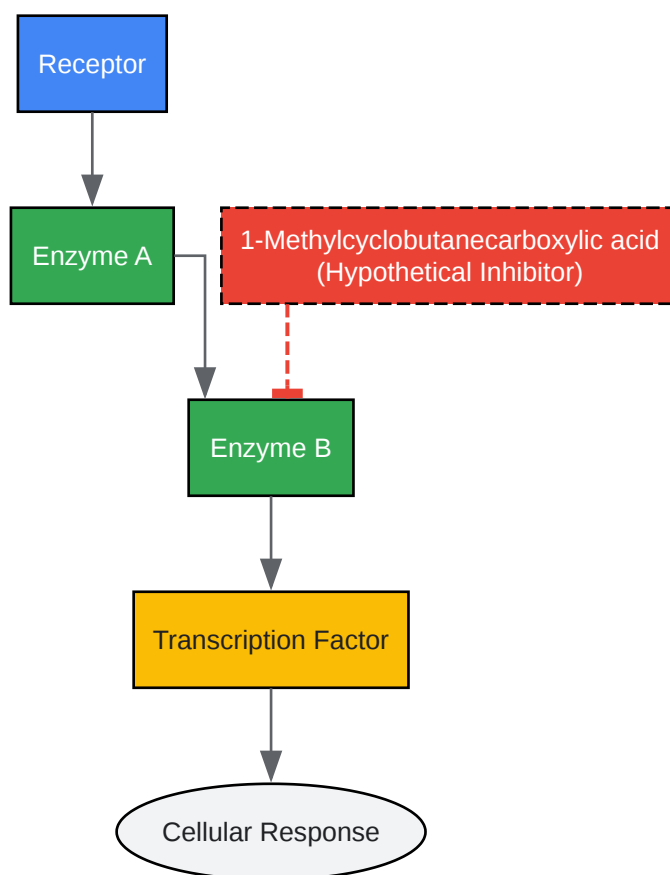 Receptor
Enzyme A
1-Methylcyclobutanecarboxylic acid
(Hypothetical Inhibitor)
Enzyme B
Transcription Factor
Cellular Response